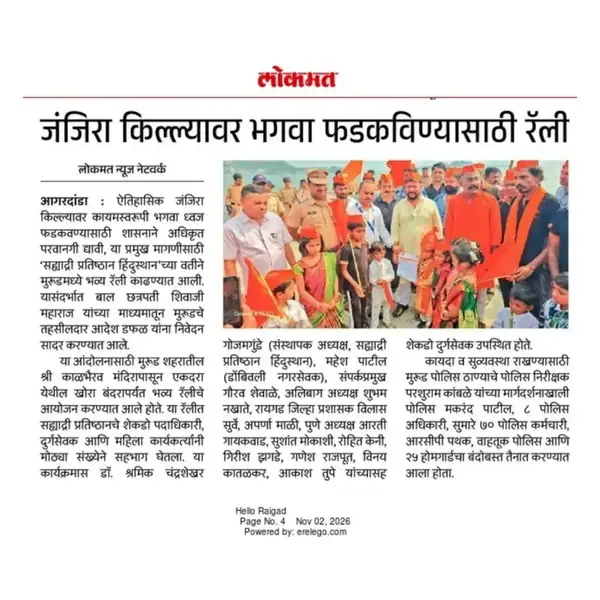 लोकमत
जंजिरा किल्ल्यावर भगवा फडकविण्यासाठी रॅली
लोकमत न्यूज नेटवर्क
आगरदांडा : ऐतिहासिक जंजिरा
किल्ल्यावर कायमस्वरूपी भगवा ध्वज
फडकवण्यासाठी शासनाने अधिकृत
परवानगी द्यावी, या प्रमुख मागणीसाठी
'सह्याद्री प्रतिष्ठान हिंदुस्थान'च्या वतीने
मुरूडमध्ये भव्य रॅली काढण्यात आली.
यासंदर्भात बाल छत्रपती शिवाजी
महाराज यांच्या माध्यमातून मुरूडचे
तहसीलदार आदेश डफळ यांना निवेदन
सादर करण्यात आले.
या आंदोलनासाठी मुरूड शहरातील
श्री काळभैरव मंदिरापासून एकदरा
येथील खोरा बंदरापर्यंत भव्य रॅलीचे
आयोजन करण्यात आले होते. या रॅलीत
सह्याद्री प्रतिष्ठानचे शेकडो पदाधिकारी,
दुर्गसेवक आणि महिला कार्यकर्त्यांनी
मोठ्या संख्येने सहभाग घेतला. या
कार्यक्रमास डॉ. श्रमिक चंद्रशेखर
गोजमगुंडे (संस्थापक अध्यक्ष, सह्याद्री
प्रतिष्ठान हिंदुस्थान), महेश पाटील
(डोंबिवली नगरसेवक), संपर्कप्रमुख
गौरव शेवाळे, अलिबाग अध्यक्ष शुभम
नखाते, रायगड जिल्हा प्रशासक विलास
सुर्वे, अपर्णा माळी, पुणे अध्यक्ष आरती
गायकवाड, सुशांत मोकाशी, रोहित केनी,
गिरीश झगडे, गणेश राजपूत, विनय
कातळकर, आकाश तुपे यांच्यासह
शेकडो दुर्गसेवक उपस्थित होते.
कायदा व सुव्यवस्था राखण्यासाठी
मुरूड पोलिस ठाण्याचे पोलिस निरीक्षक
परशुराम कांबळे यांच्या मार्गदर्शनाखाली
पोलिस मकरंद पाटील, ८ पोलिस
अधिकारी, सुमारे ७० पोलिस कर्मचारी,
आरसीपी पथक, वाहतूक पोलिस आणि
२५ होमगार्डचा बंदोबस्त तैनात करण्यात
आला होता.
Hello Raigad
Page No. 4 Nov 02, 2026
Powered by: erelego.com